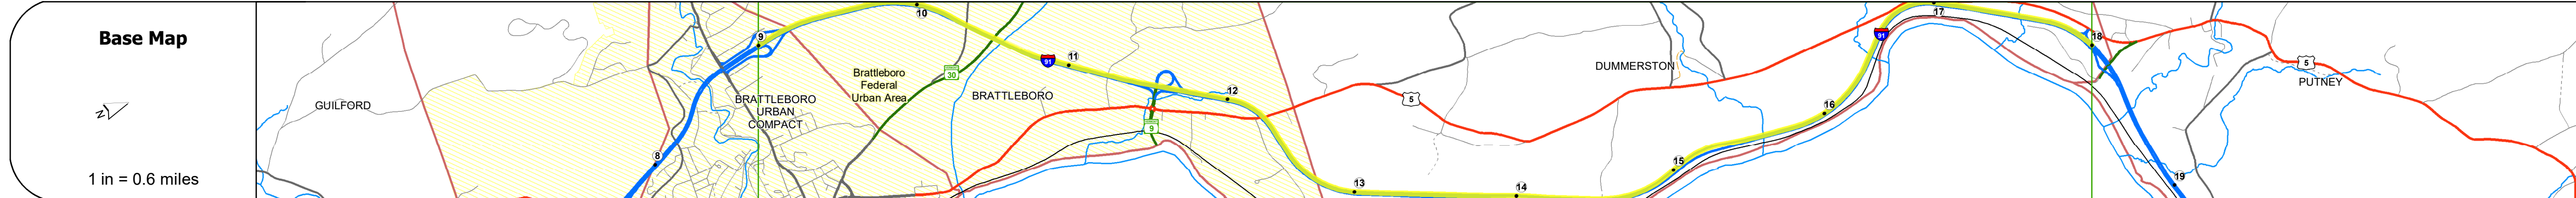 Base Map
N
1 in = 0.6 miles
GUILFORD
8
9
BRATTLEBORO
URBAN
COMPACT
Brattleboro
Federal
Urban Area
10
30
BRATTLEBORO
91
11
9
12
13
5
14
DUMMERSTON
15
16
91
17
18
19
5
PUTNEY